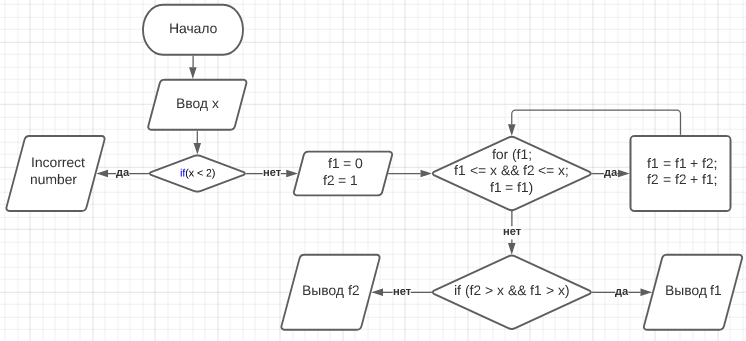 Начало
Ввод x
if(x < 2)
да
Incorrect
number
нет
f1 = 0
f2 = 1
for (f1;
f1 <= x && f2 <= x;
f1 = f1)
да
f1 = f1 + f2;
f2 = f2 + f1;
нет
if (f2 > x && f1 > x)
нет
Вывод f2
да
Вывод f1